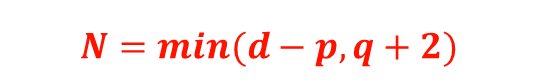 N = min(d − p, q + 2)